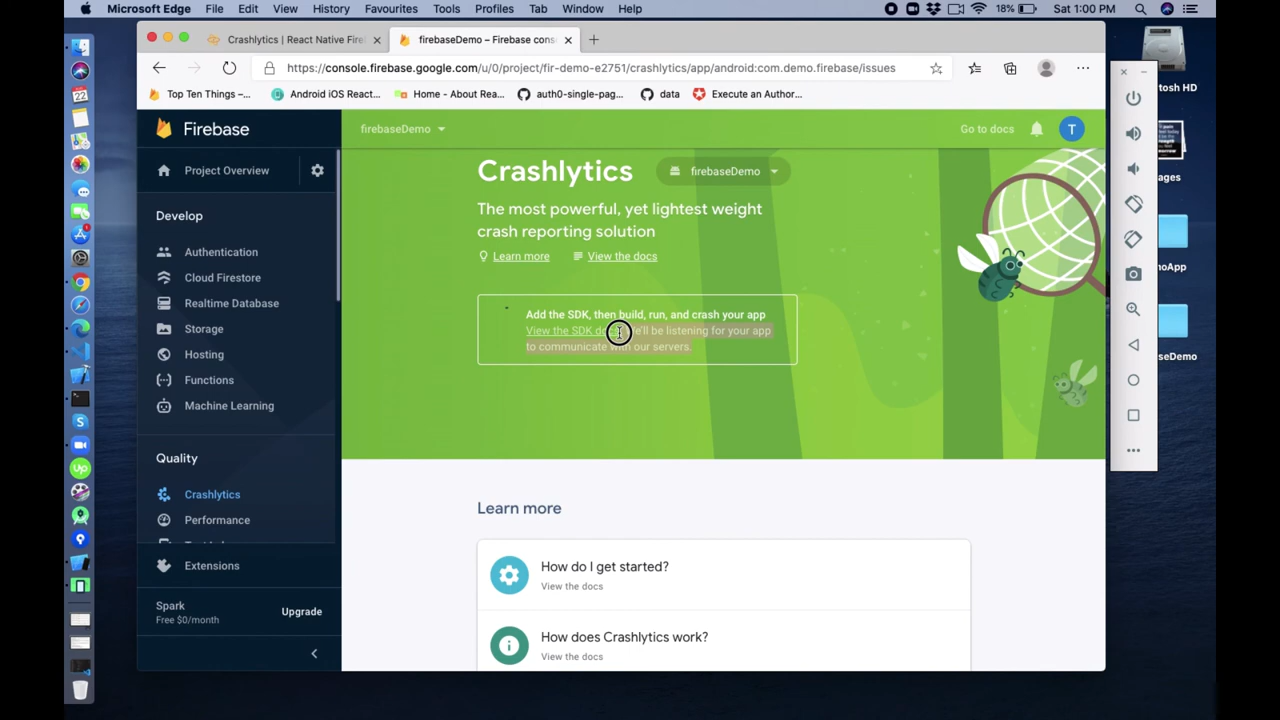 Microsoft Edge File Edit View History Favourites Tools Profiles Tab Window Help 18% Sat 1:00 PM
Crashlytics | React Native Fire
firebaseDemo – Firebase cons
https://console.firebase.google.com/u/0/project/fir-demo-e2751/crashlytics/app/android:com.demo.firebase/issues
Top Ten Things –...
Android iOS React...
Home - About Rea...
auth0-single-pag...
data
Execute an Author...
tosh HD
ages
noApp
seDemo
Firebase
firebaseDemo
Go to docs
T
Project Overview
Develop
Authentication
Cloud Firestore
Realtime Database
Storage
Hosting
Functions
Machine Learning
Quality
Crashlytics
Performance
Extensions
Spark
Free $0/month
Upgrade
Crashlytics
firebaseDemo
The most powerful, yet lightest weight
crash reporting solution
Learn more
View the docs
Add the SDK, then build, run, and crash your app
View the SDK We'll be listening for your app
to communicate with our servers.
Learn more
How do I get started?
View the docs
How does Crashlytics work?
View the docs
22
Up